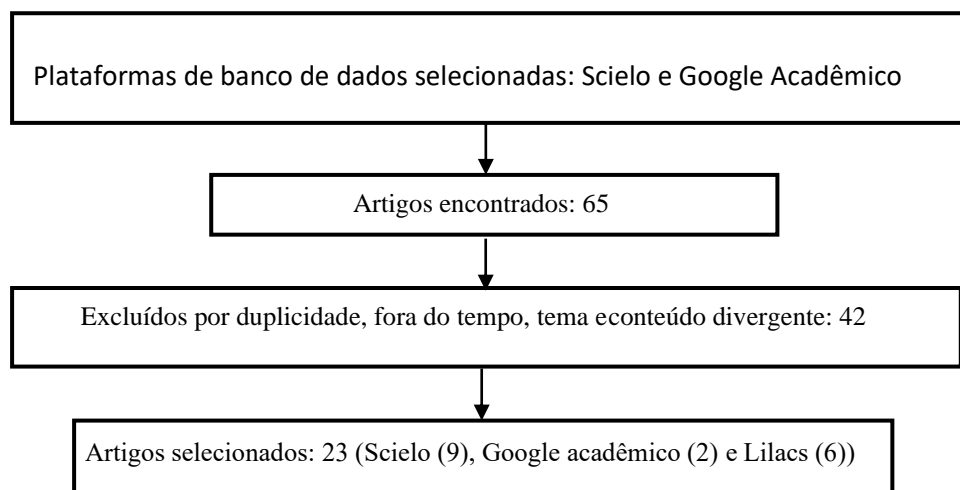 Plataformas de banco de dados selecionadas: Scielo e Google Acadêmico
Artigos encontrados: 65
Excluídos por duplicidade, fora do tempo, tema econteúdo divergente: 42
Artigos selecionados: 23 (Scielo (9), Google acadêmico (2) e Lilacs (6))